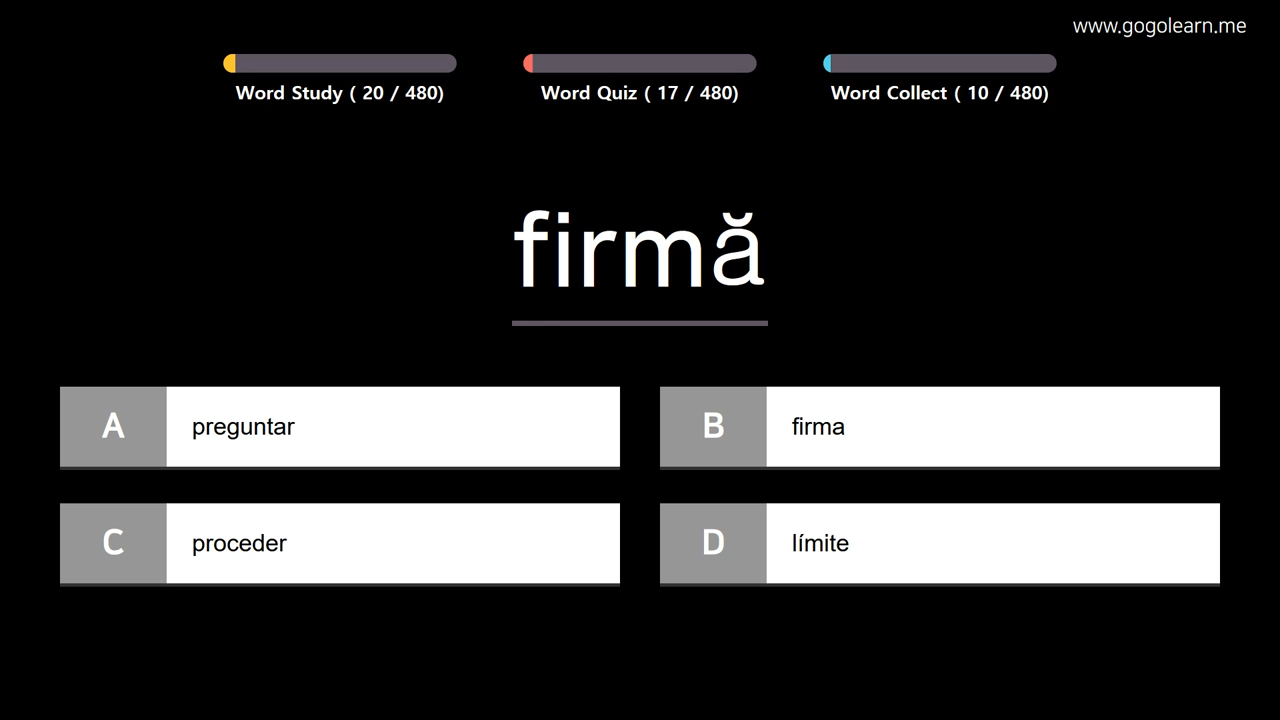 www.gogolearn.me
Word Study ( 20 / 480)
Word Quiz ( 17 / 480)
Word Collect ( 10 / 480)
firmă
A preguntar
B firma
C proceder
D límite